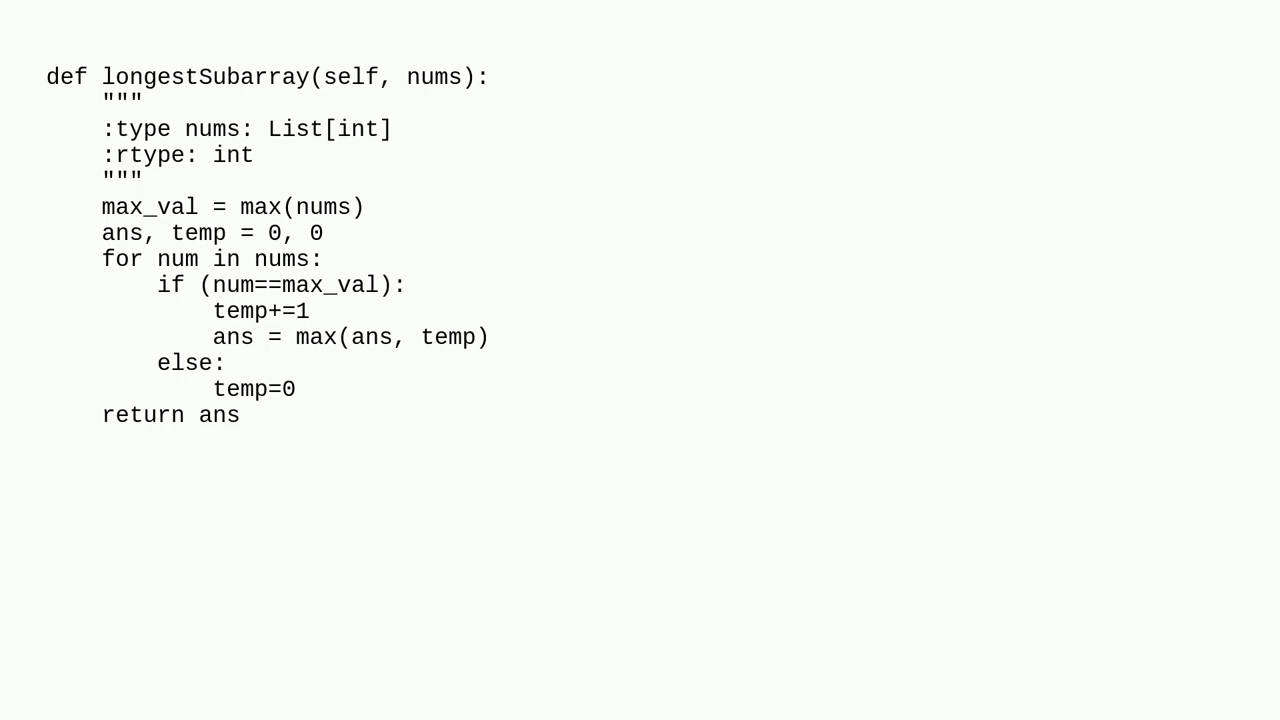 def longestSubarray(self, nums):
    """
    :type nums: List[int]
    :rtype: int
    """
    max_val = max(nums)
    ans, temp = 0, 0
    for num in nums:
        if (num==max_val):
            temp+=1
            ans = max(ans, temp)
        else:
            temp=0
    return ans